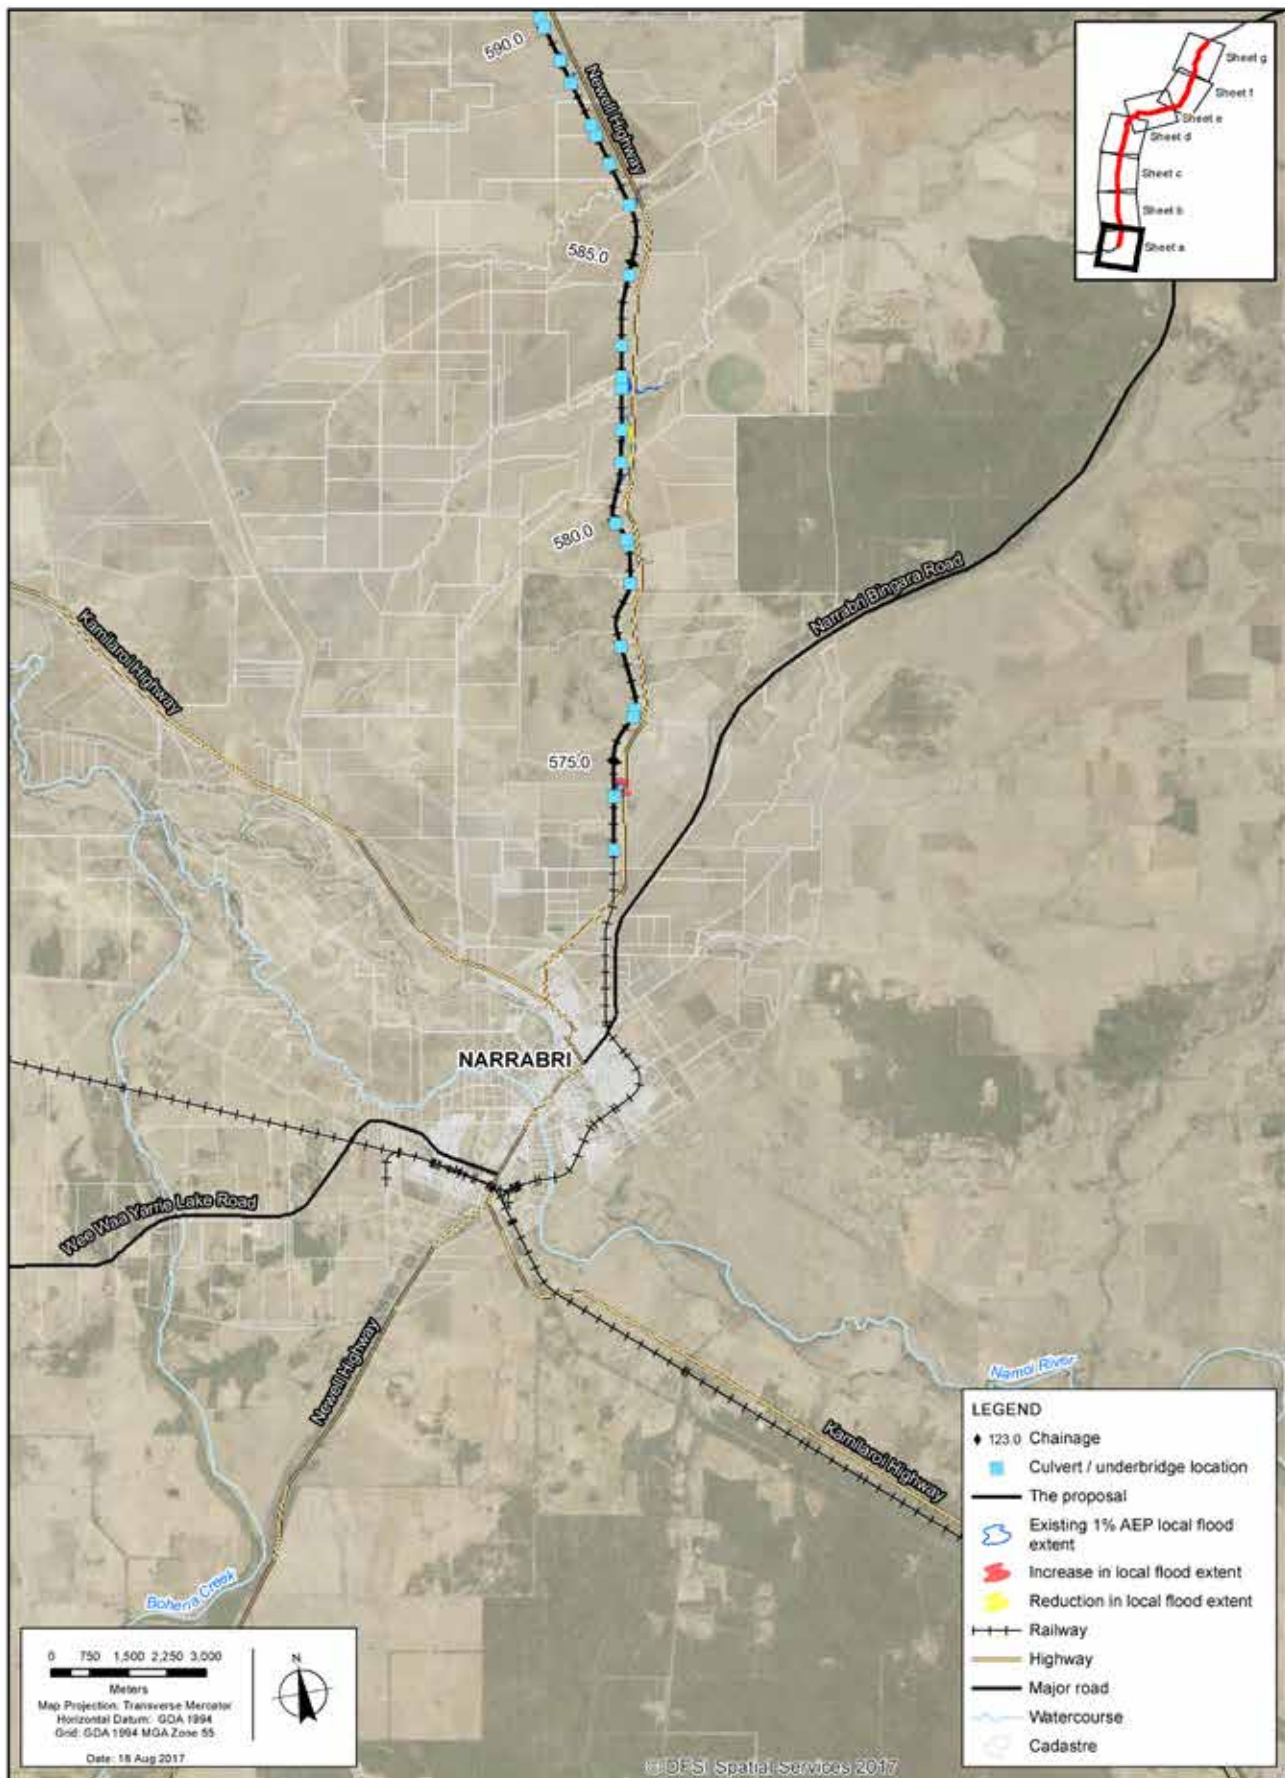 590.0
Newell Highway
Sheet g
Sheet f
Sheet e
Sheet d
Sheet c
Sheet b
Sheet a
585.0
580.0
Narrabri Bingara Road
Kamilaroi Highway
575.0
NARRABRI
Wee Waa Yarrie Lake Road
Newell Highway
Namoi River
Kamilaroi Highway
Bohena Creek
LEGEND
123.0 Chainage
Culvert / underbridge location
The proposal
Existing 1% AEP local flood
extent
Increase in local flood extent
Reduction in local flood extent
Railway
Highway
Major road
Watercourse
Cadastre
0 750 1,500 2,250 3,000
Meters
Map Projection: Transverse Mercator
Horizontal Datum: GDA 1994
Grid: GDA 1994 MGA Zone 55
Date: 18 Aug 2017
N
© DFSI Spatial Services 2017